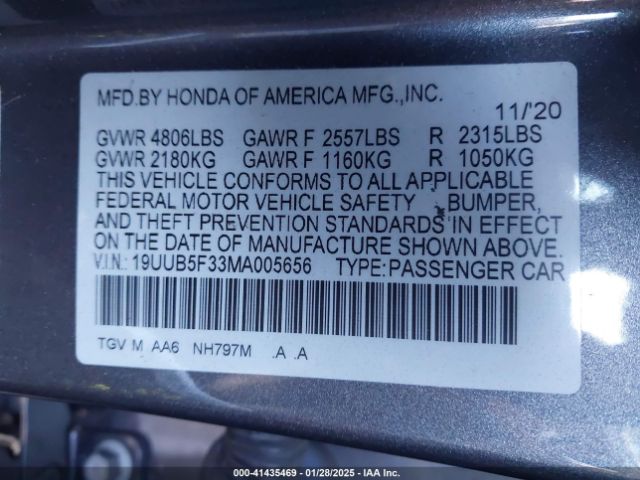 MFD.BY HONDA OF AMERICA MFG.,INC.
11/'20
GVWR 4806LBS GAWR F 2557LBS R 2315LBS
GVWR 2180KG GAWR F 1160KG R 1050KG
THIS VEHICLE CONFORMS TO ALL APPLICABLE
FEDERAL MOTOR VEHICLE SAFETY , BUMPER,
AND THEFT PREVENTION STANDARDS IN EFFECT
ON THE DATE OF MANUFACTURE SHOWN ABOVE.
V.I.N.: 19UUB5F33MA005656 TYPE:PASSENGER CAR
TGV M AA6 NH797M .A .A
000-41435469 - 01/28/2025 - IAA Inc.